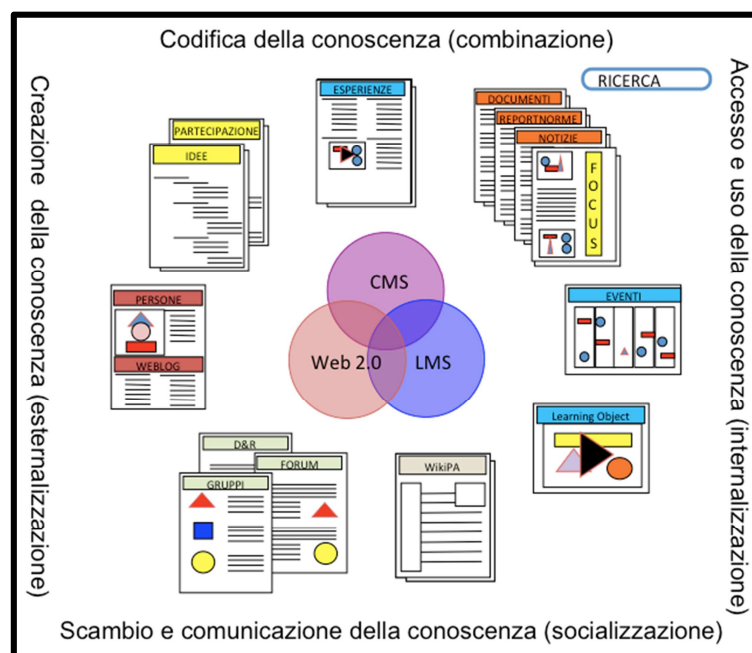 Codifica della conoscenza (combinazione)
RICERCA
Creazione della conoscenza (esternalizzazione)
Accesso e uso della conoscenza (internalizzazione)
ESPERIENZE
DOCUMENTI
REPORTNORME
NOTIZIE
FOCUS
PARTECIPAZIONE
IDEE
CMS
Web 2.0
LMS
PERSONE
WEBLOG
EVENTI
Learning Object
D&R
FORUM
GRUPPI
WikiPA
Scambio e comunicazione della conoscenza (socializzazione)